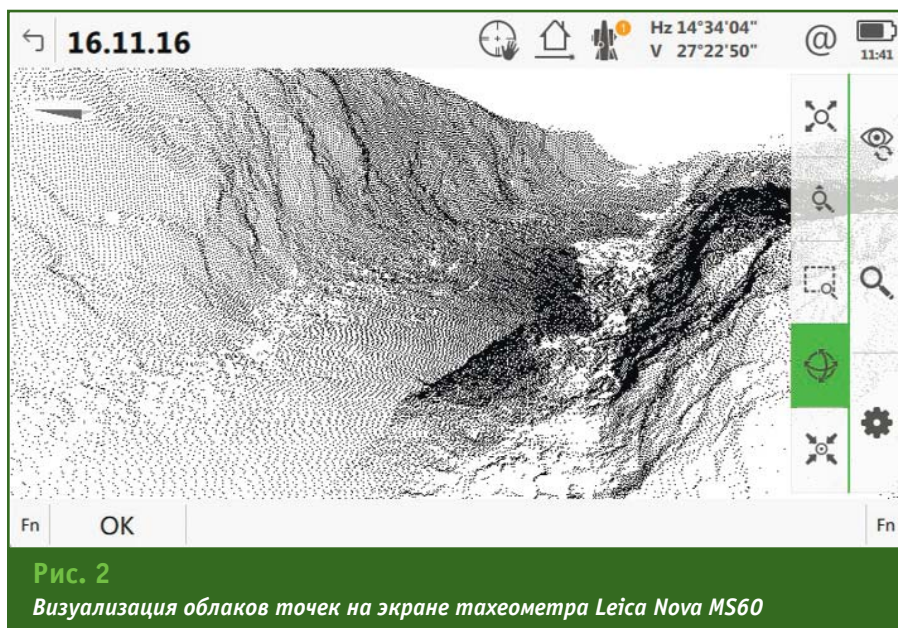 16.11.16
Hz 14°34'04"
V 27°22'50"
@
11:41
Fn
OK
Fn
Рис. 2
Визуализация облаков точек на экране тахеометра Leica Nova MS60